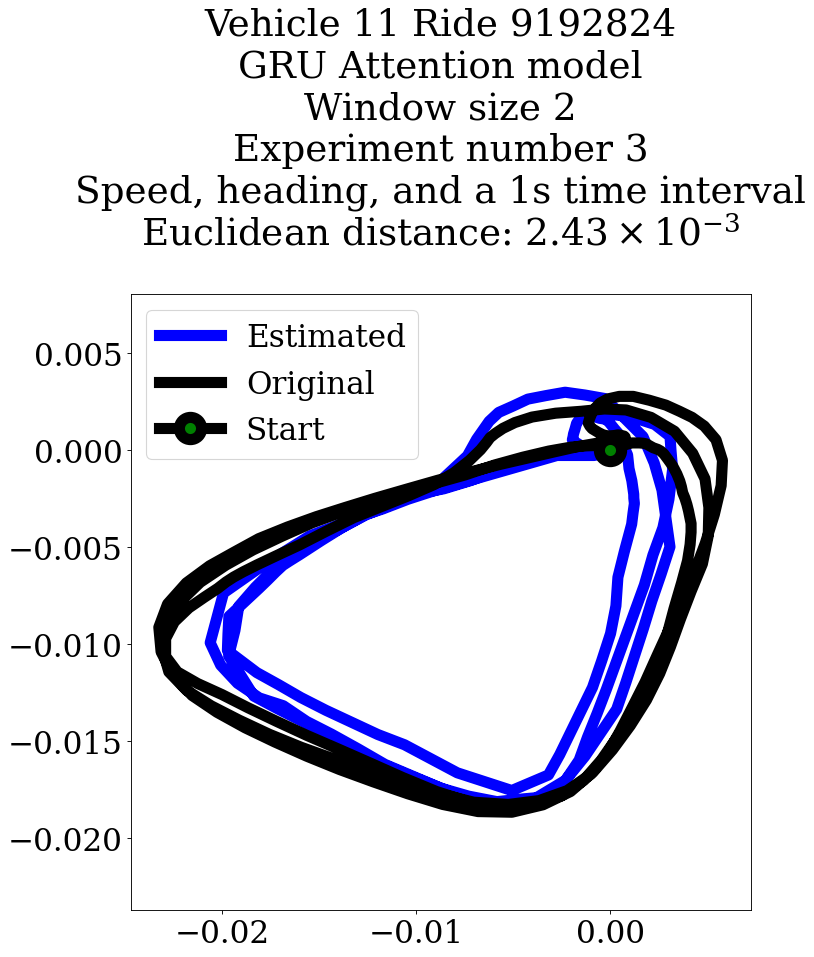 Vehicle 11 Ride 9192824
GRU Attention model
Window size 2
Experiment number 3
Speed, heading, and a 1s time interval
Euclidean distance: 2.43 × 10⁻³
Estimated
Original
Start
0.005
0.000
−0.005
−0.010
−0.015
−0.020
−0.02
−0.01
0.00